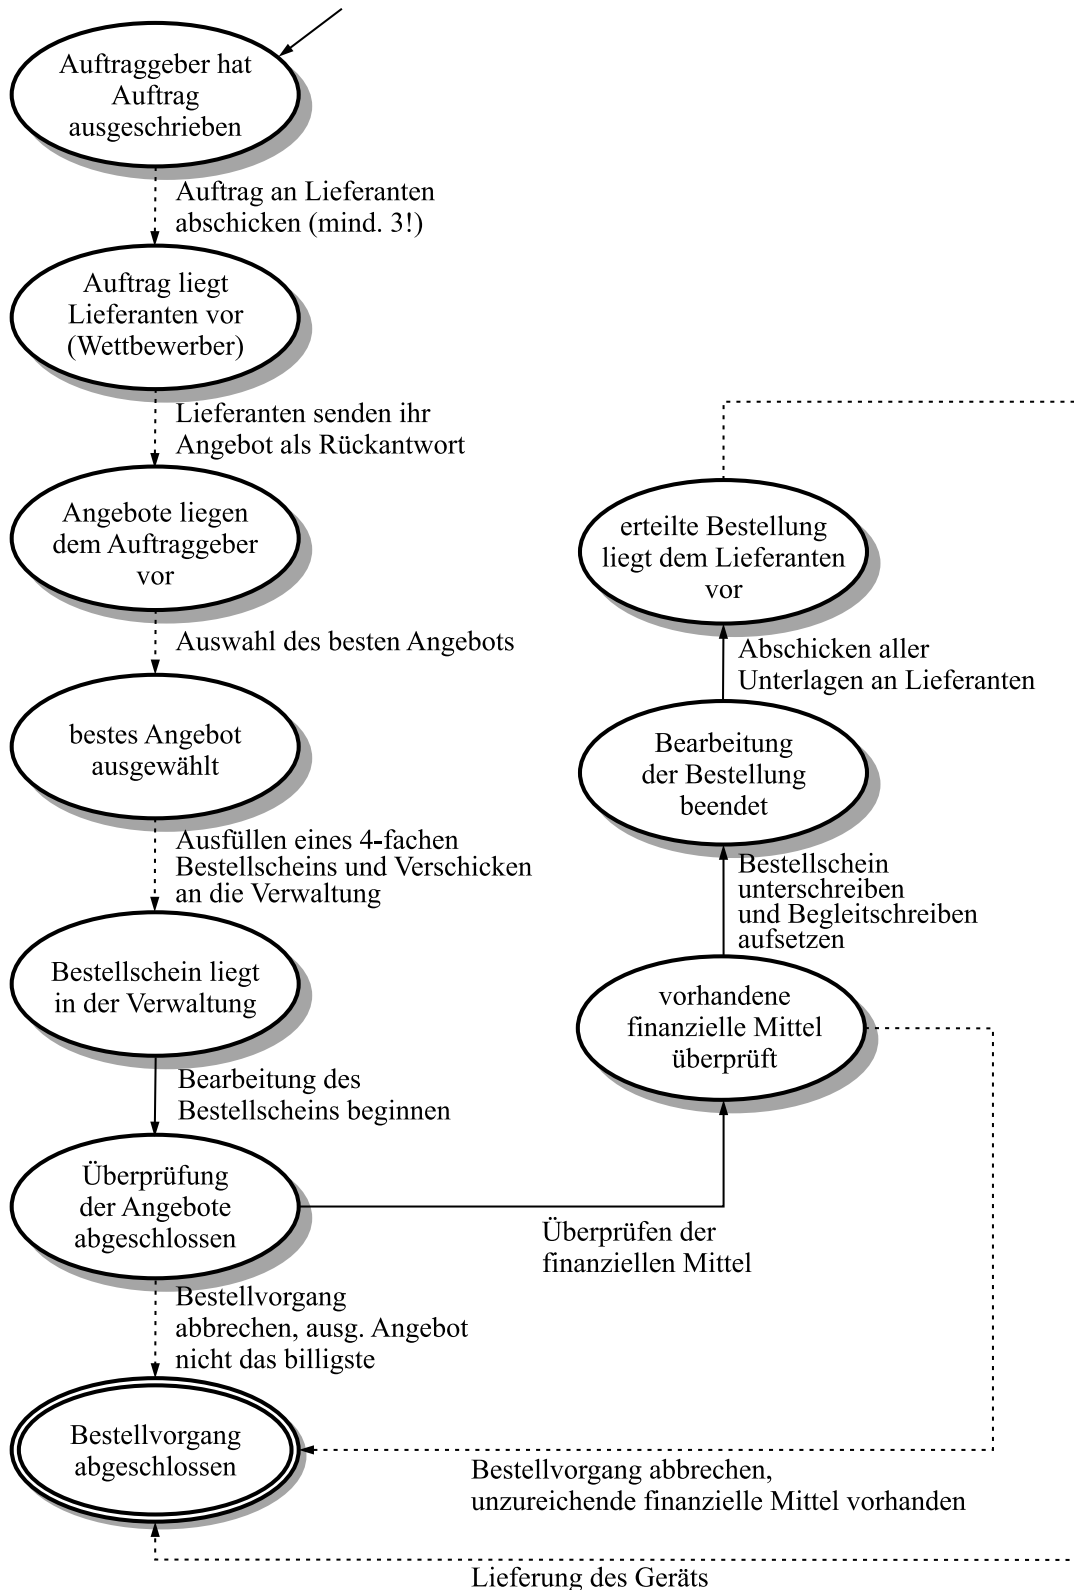 Auftraggeber hat
Auftrag
ausgeschrieben
Auftrag an Lieferanten
abschicken (mind. 3!)
Auftrag liegt
Lieferanten vor
(Wettbewerber)
Lieferanten senden ihr
Angebot als Rückantwort
Angebote liegen
dem Auftraggeber
vor
Auswahl des besten Angebots
bestes Angebot
ausgewählt
Ausfüllen eines 4-fachen
Bestellscheins und Verschicken
an die Verwaltung
Bestellschein liegt
in der Verwaltung
Bearbeitung des
Bestellscheins beginnen
Überprüfung
der Angebote
abgeschlossen
Bestellvorgang
abbrechen, ausg. Angebot
nicht das billigste
Bestellvorgang
abgeschlossen
erteilte Bestellung
liegt dem Lieferanten
vor
Abschicken aller
Unterlagen an Lieferanten
Bearbeitung
der Bestellung
beendet
Bestellschein
unterschreiben
und Begleitschreiben
aufsetzen
vorhandene
finanzielle Mittel
überprüft
Überprüfen der
finanziellen Mittel
Bestellvorgang abbrechen,
unzureichende finanzielle Mittel vorhanden
Lieferung des Geräts